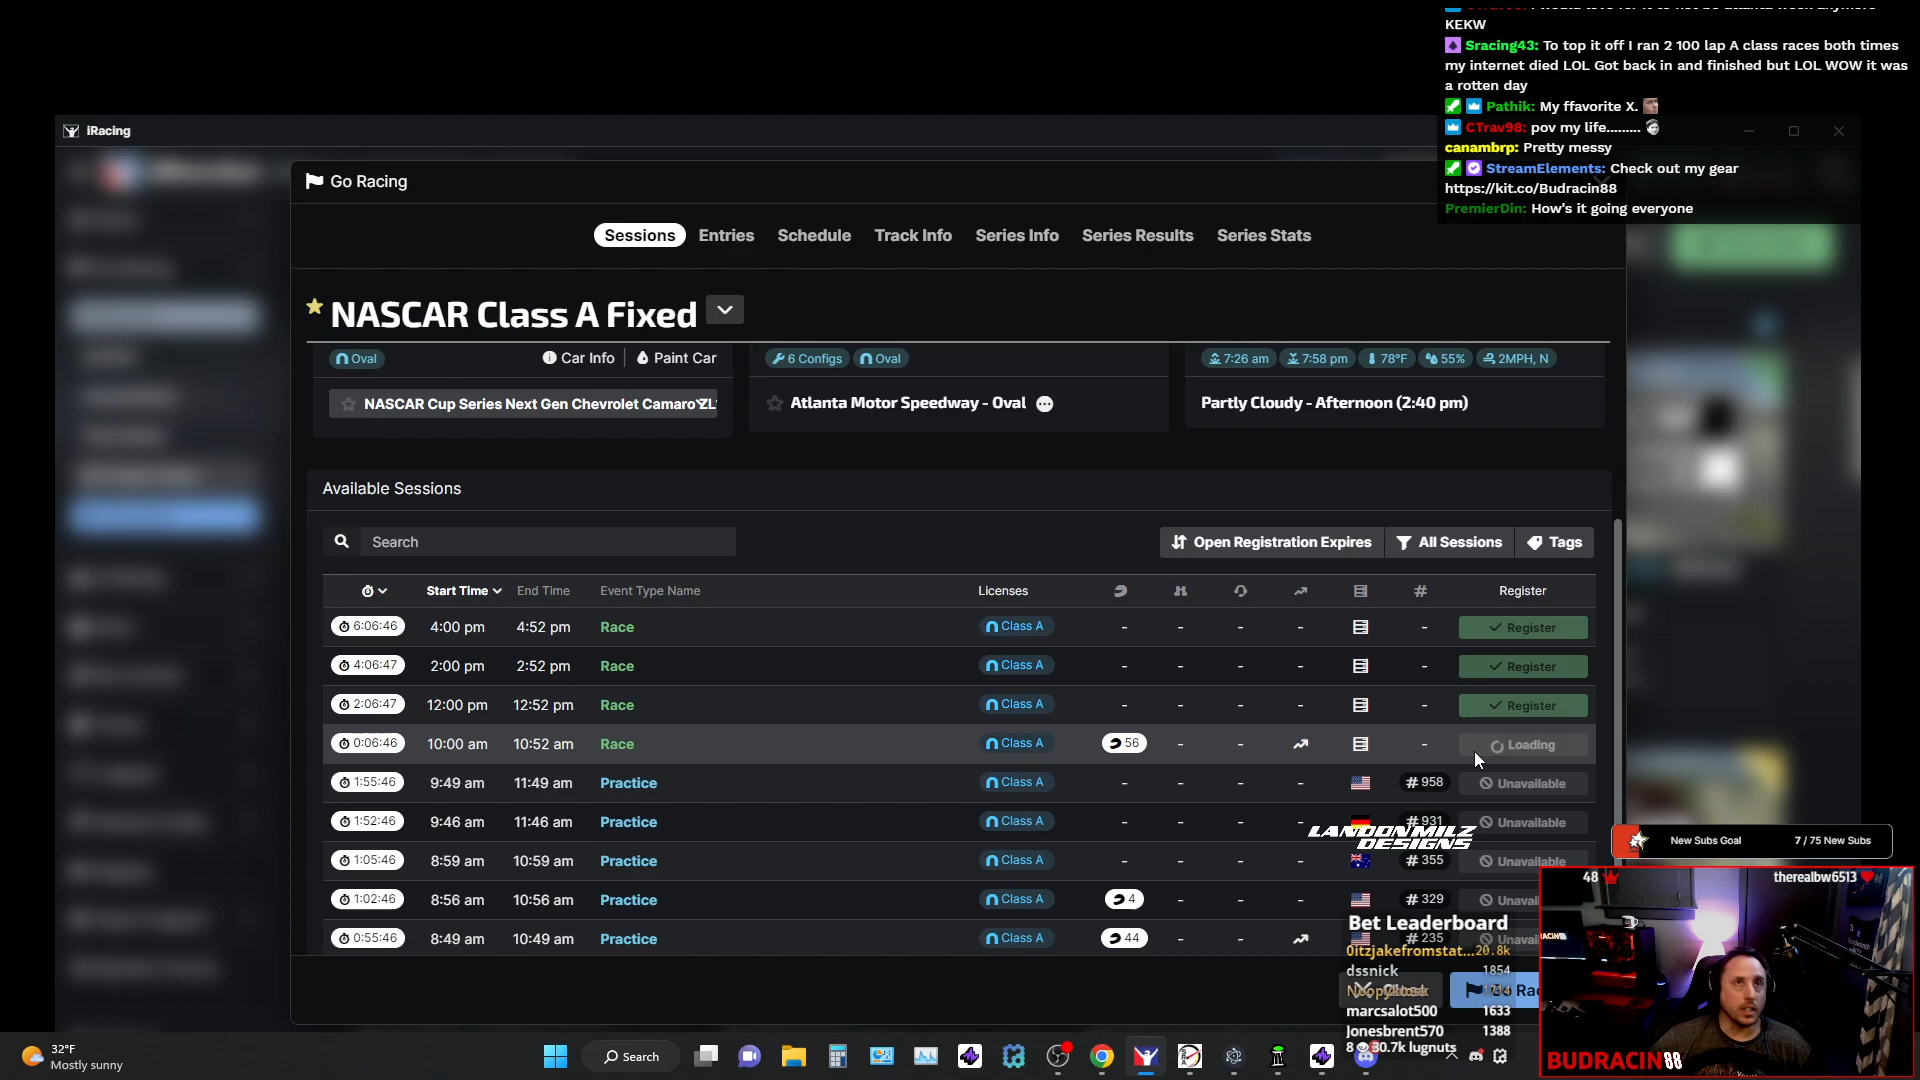 KEKW
Sracing43: To top it off I ran 2 100 lap A class races both times
my internet died LOL Got back in and finished but LOL WOW it was
a rotten day
Pathik: My ffavorite X.
CTrav98: pov my life.........
canambrp: Pretty messy
StreamElements: Check out my gear
https://kit.co/Budracin88
PremierDin: How's it going everyone
iRacing
Go Racing
Sessions Entries Schedule Track Info Series Info Series Results Series Stats
NASCAR Class A Fixed
Oval Car Info Paint Car 6 Configs Oval 7:26 am 7:58 pm 78°F 55% 2MPH, N
NASCAR Cup Series Next Gen Chevrolet Camaro ZL Atlanta Motor Speedway - Oval Partly Cloudy - Afternoon (2:40 pm)
Available Sessions
Search Open Registration Expires All Sessions Tags
Start Time End Time Event Type Name Licenses # Register
6:06:46 4:00 pm 4:52 pm Race Class A - - - - - Register
4:06:47 2:00 pm 2:52 pm Race Class A - - - - - Register
2:06:47 12:00 pm 12:52 pm Race Class A - - - - - Register
0:06:46 10:00 am 10:52 am Race Class A 56 - - - Loading
1:55:46 9:49 am 11:49 am Practice Class A - - - - #958 Unavailable
1:52:46 9:46 am 11:46 am Practice Class A - - - - #931 Unavailable
LANDON MILZ
DESIGNS
1:05:46 8:59 am 10:59 am Practice Class A - - - - #355 Unavailable
1:02:46 8:56 am 10:56 am Practice Class A 4 - - - #329 Unavai
0:55:46 8:49 am 10:49 am Practice Class A 44 - - #235 Unavai
New Subs Goal 7 / 75 New Subs
48 therealbw6513
Bet Leaderboard
0itzjakefromstat... 20.8k
dssnick 1854
marcsalot500 1633
Jonesbrent570 1388
8 30.7k lugnuts
BUDRACIN88
32°F
Mostly sunny
Search